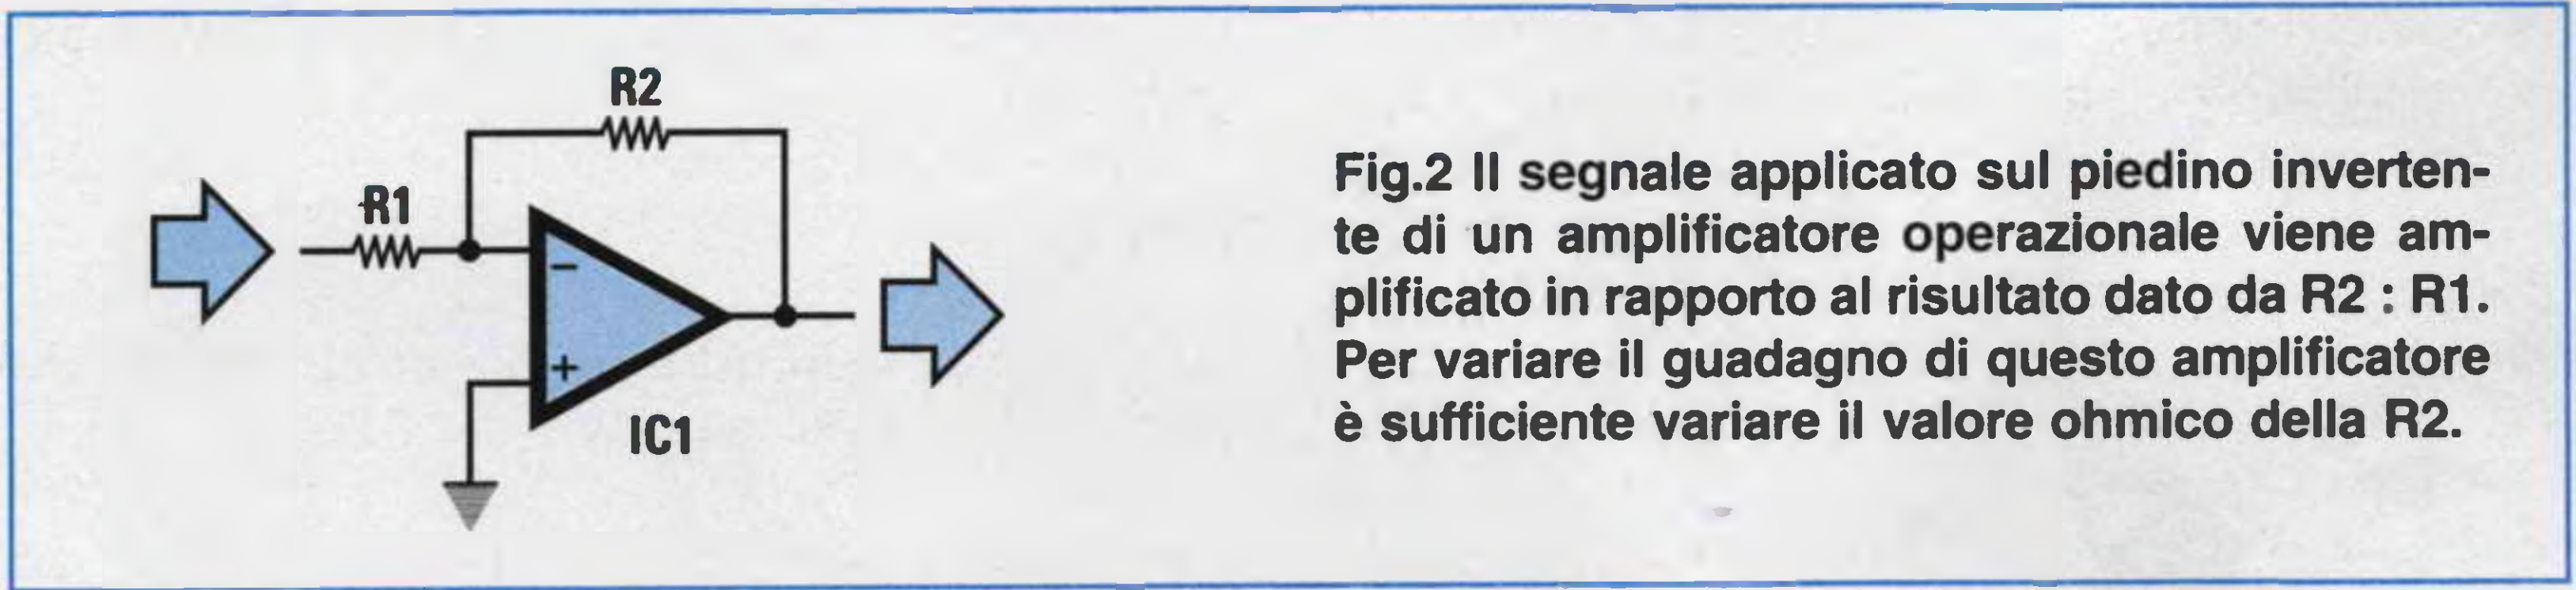 R2
R1
−
+
IC1
Fig.2 Il segnale applicato sul piedino inverten-
te di un amplificatore operazionale viene am-
plificato in rapporto al risultato dato da R2 : R1.
Per variare il guadagno di questo amplificatore
è sufficiente variare il valore ohmico della R2.